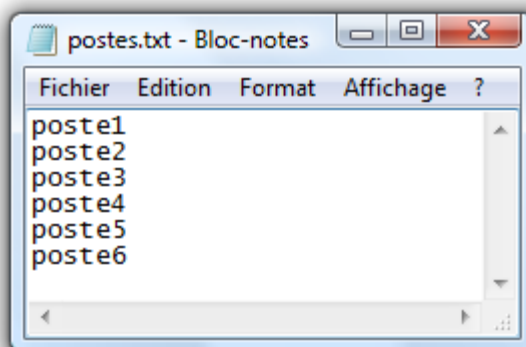 postes.txt - Bloc-notes
Fichier Edition Format Affichage ?
poste1
poste2
poste3
poste4
poste5
poste6